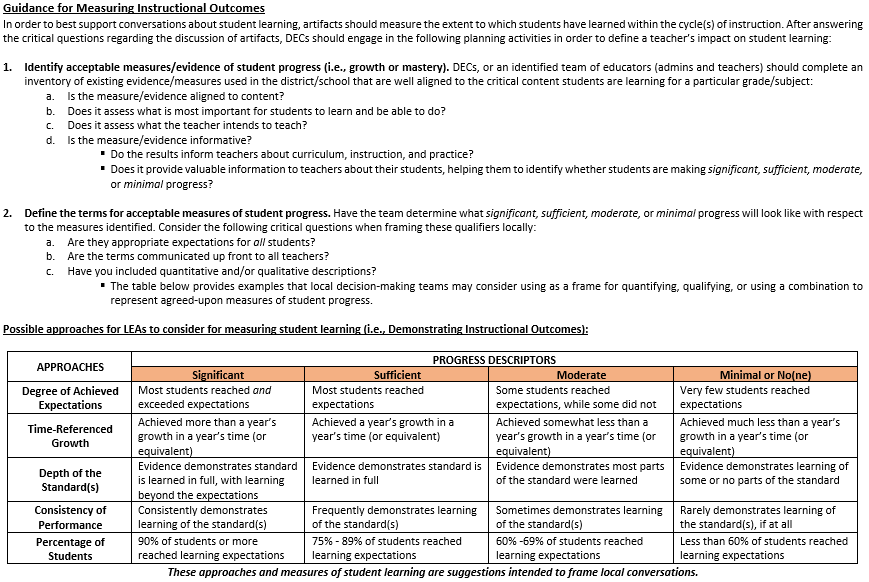 Guidance for Measuring Instructional Outcomes
In order to best support conversations about student learning, artifacts should measure the extent to which students have learned within the cycle(s) of instruction. After answering
the critical questions regarding the discussion of artifacts, DECs should engage in the following planning activities in order to define a teacher's impact on student learning:
1. Identify acceptable measures/evidence of student progress (i.e., growth or mastery). DECs, or an identified team of educators (admins and teachers) should complete an
inventory of existing evidence/measures used in the district/school that are well aligned to the critical content students are learning for a particular grade/subject:
a. Is the measure/evidence aligned to content?
b. Does it assess what is most important for students to learn and be able to do?
c. Does it assess what the teacher intends to teach?
d. Is the measure/evidence informative?
▪ Do the results inform teachers about curriculum, instruction, and practice?
▪ Does it provide valuable information to teachers about their students, helping them to identify whether students are making significant, sufficient, moderate,
or minimal progress?
2. Define the terms for acceptable measures of student progress. Have the team determine what significant, sufficient, moderate, or minimal progress will look like with respect
to the measures identified. Consider the following critical questions when framing these qualifiers locally:
a. Are they appropriate expectations for all students?
b. Are the terms communicated up front to all teachers?
c. Have you included quantitative and/or qualitative descriptions?
▪ The table below provides examples that local decision-making teams may consider using as a frame for quantifying, qualifying, or using a combination to
represent agreed-upon measures of student progress.
Possible approaches for LEAs to consider for measuring student learning (i.e., Demonstrating Instructional Outcomes):
APPROACHES
PROGRESS DESCRIPTORS
Significant
Sufficient
Moderate
Minimal or No(ne)
Degree of Achieved
Expectations
Most students reached and
exceeded expectations
Most students reached
expectations
Some students reached
expectations, while some did not
Very few students reached
expectations
Time-Referenced
Growth
Achieved more than a year's
growth in a year's time (or
equivalent)
Achieved a year's growth in a
year's time (or equivalent)
Achieved somewhat less than a
year's growth in a year's time (or
equivalent)
Achieved much less than a year's
growth in a year's time (or
equivalent)
Depth of the
Standard(s)
Evidence demonstrates standard
is learned in full, with learning
beyond the expectations
Evidence demonstrates standard is
learned in full
Evidence demonstrates most parts
of the standard were learned
Evidence demonstrates learning of
some or no parts of the standard
Consistency of
Performance
Consistently demonstrates
learning of the standard(s)
Frequently demonstrates learning
of the standard(s)
Sometimes demonstrates learning
of the standard(s)
Rarely demonstrates learning of
the standard(s), if at all
Percentage of
Students
90% of students or more
reached learning expectations
75% - 89% of students reached
learning expectations
60% -69% of students reached
learning expectations
Less than 60% of students reached
learning expectations
These approaches and measures of student learning are suggestions intended to frame local conversations.